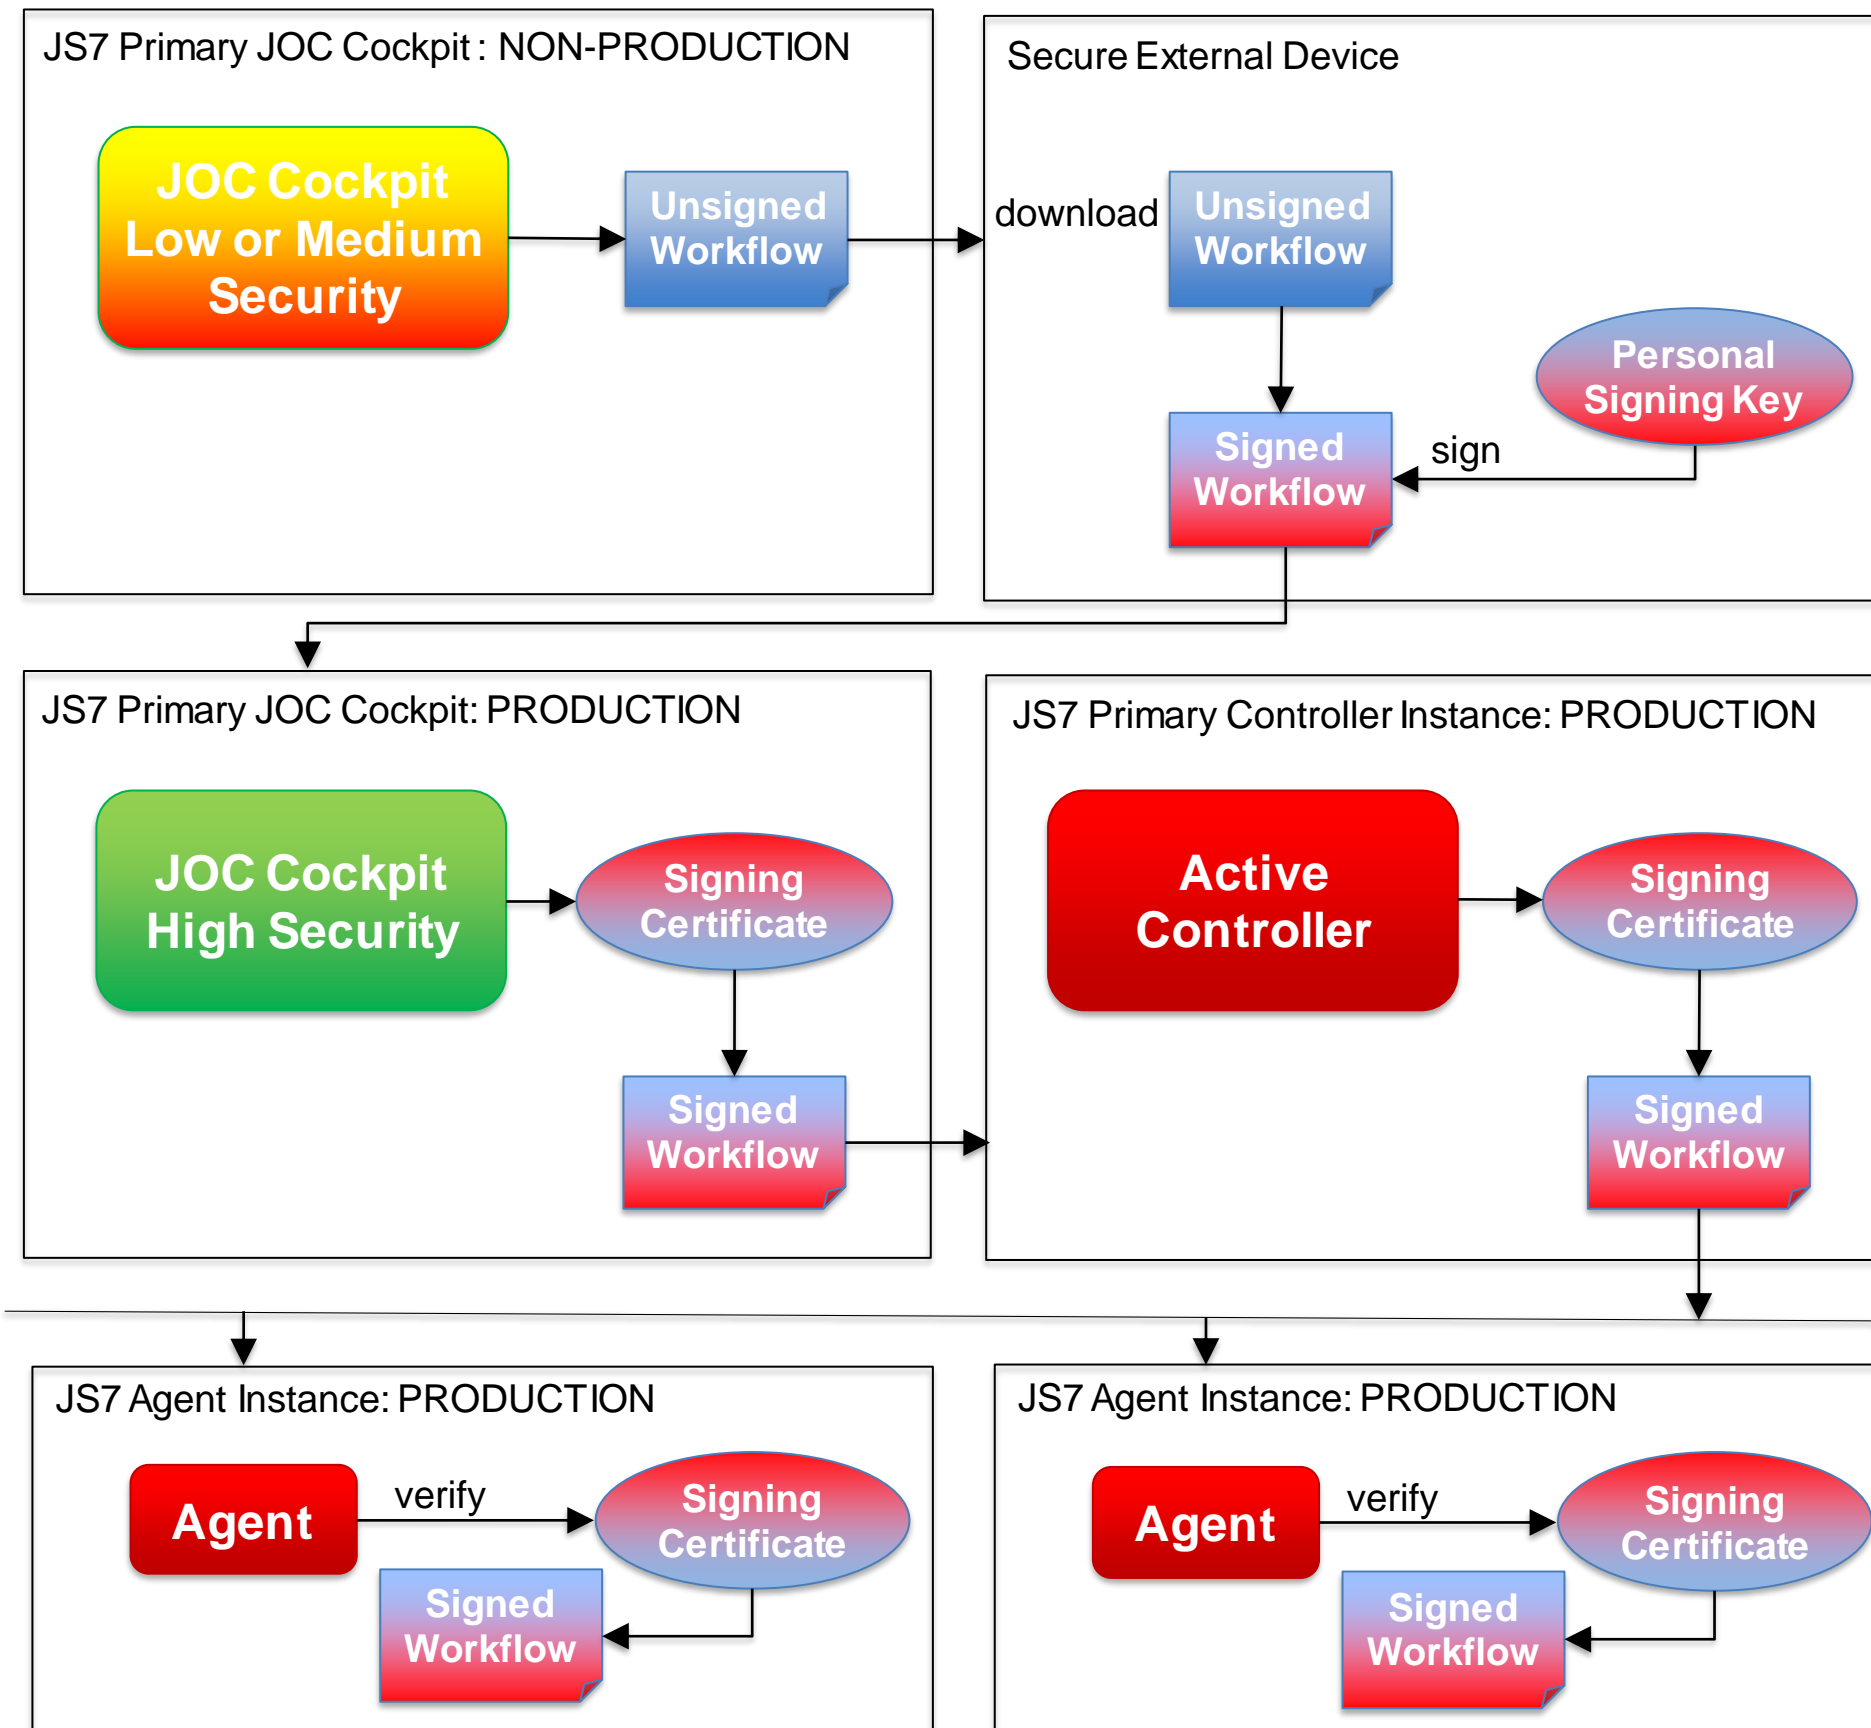 JS7 Primary JOC Cockpit : NON-PRODUCTION
JOC Cockpit
Low or Medium
Security
Unsigned
Workflow
Secure External Device
download
Unsigned
Workflow
Personal
Signing Key
sign
Signed
Workflow
JS7 Primary JOC Cockpit: PRODUCTION
JOC Cockpit
High Security
Signing
Certificate
Signed
Workflow
JS7 Primary Controller Instance: PRODUCTION
Active
Controller
Signing
Certificate
Signed
Workflow
JS7 Agent Instance: PRODUCTION
Agent
verify
Signing
Certificate
Signed
Workflow
JS7 Agent Instance: PRODUCTION
Agent
verify
Signing
Certificate
Signed
Workflow